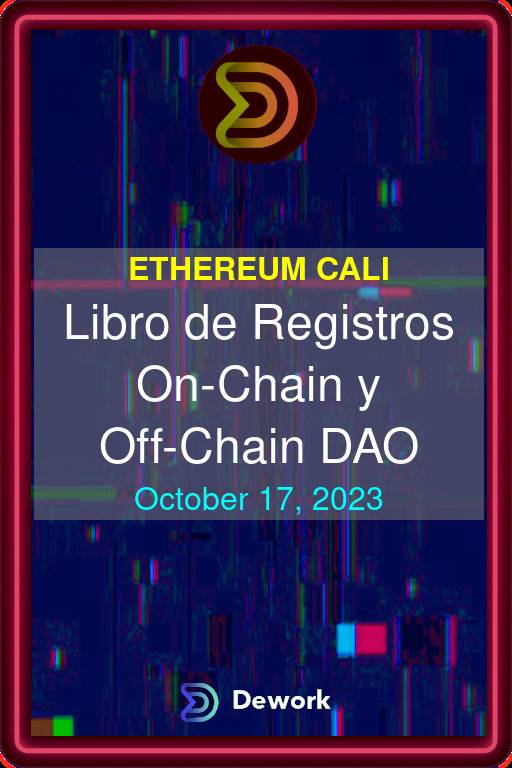 ETHEREUM CALI
Libro de Registros
On-Chain y
Off-Chain DAO
October 17, 2023
Dework